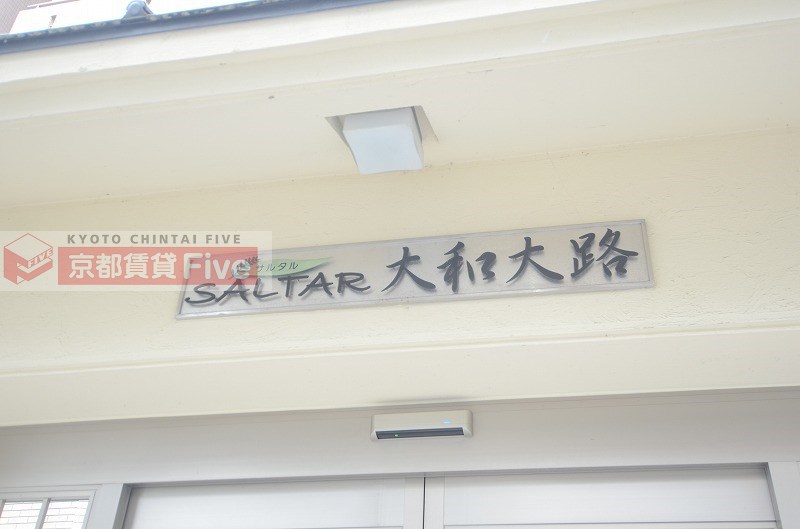 KYOTO CHINTAI FIVE
FIVE
京都賃貸Five
サルタル
SALTAR 大和大路